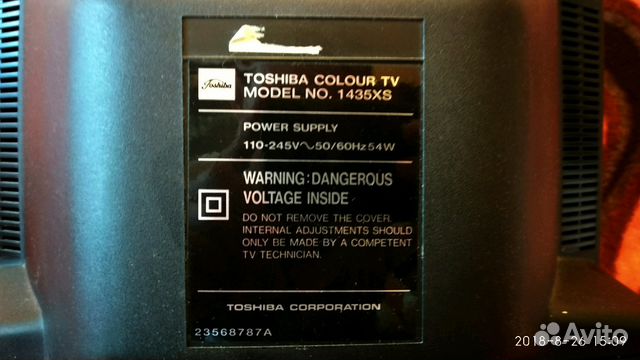 Toshiba
TOSHIBA COLOUR TV
MODEL NO. 1435XS
POWER SUPPLY
110-245V～50/60Hz 54W
WARNING: DANGEROUS
VOLTAGE INSIDE
DO NOT REMOVE THE COVER.
INTERNAL ADJUSTMENTS SHOULD
ONLY BE MADE BY A COMPETENT
TV TECHNICIAN.
TOSHIBA CORPORATION
23568787A
Avito
2018-8-26 15:09